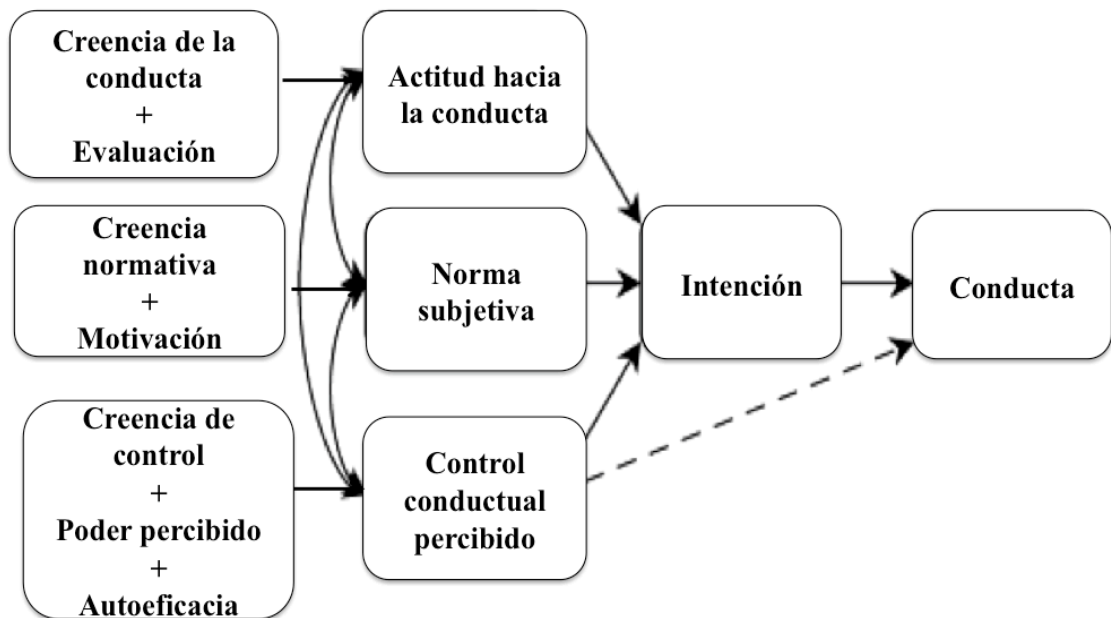 Creencia de la
conducta
+
Evaluación
Actitud hacia
la conducta
Creencia
normativa
+
Motivación
Norma
subjetiva
Intención
Conducta
Creencia de
control
+
Poder percibido
+
Autoeficacia
Control
conductual
percibido